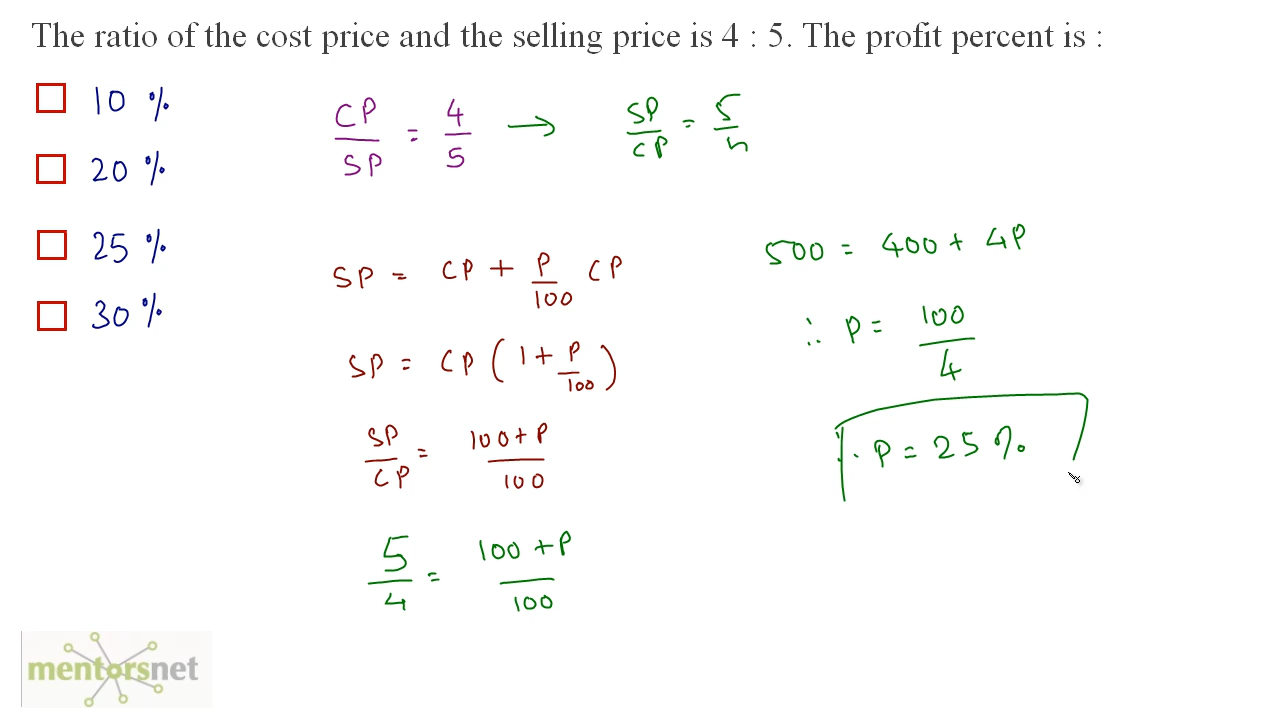 The ratio of the cost price and the selling price is 4 : 5. The profit percent is :
10 %
20 %
25 %
30 %
CP/SP = 4/5 → SP/CP = 5/4
SP = CP + P/100 CP
SP = CP ( 1 + P/100 )
SP/CP = 100 + P/100
5/4 = 100 + P/100
500 = 400 + 4P
∴ P = 100/4
∴ P = 25 %
mentorsnet